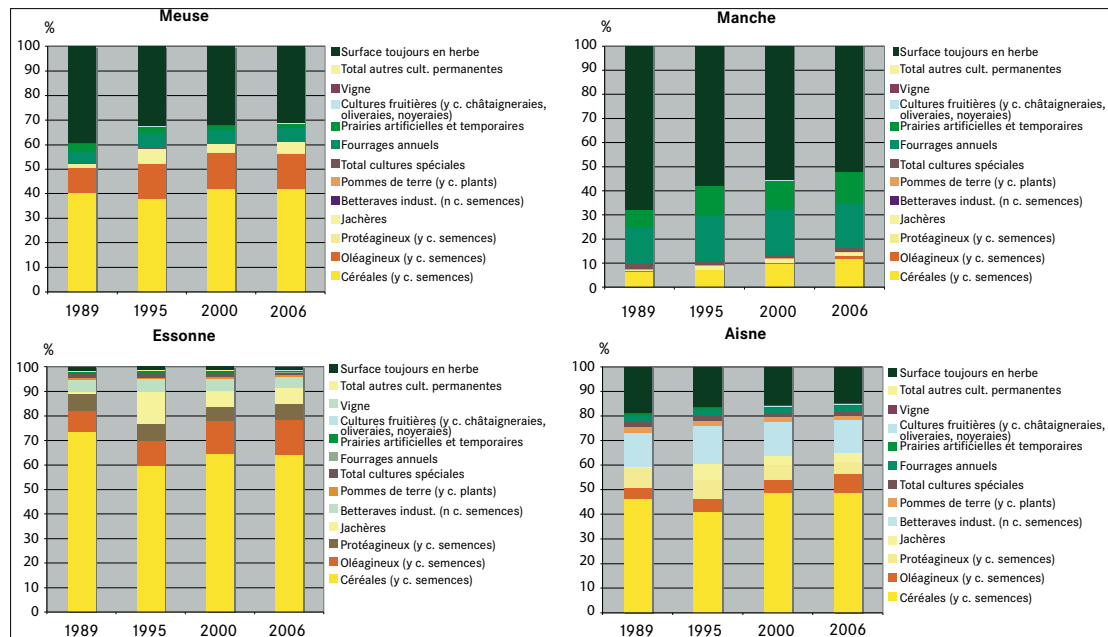 Meuse
%
100
90
80
70
60
50
40
30
20
10
0
1989 1995 2000 2006
Surface toujours en herbe
Total autres cult. permanentes
Vigne
Cultures fruitières (y c. châtaigneraies,
oliveraies, noyeraies)
Prairies artificielles et temporaires
Fourrages annuels
Total cultures spéciales
Pommes de terre (y c. plants)
Betteraves indust. (n c. semences)
Jachères
Protéagineux (y c. semences)
Oléagineux (y c. semences)
Céréales (y c. semences)
Manche
%
100
90
80
70
60
50
40
30
20
10
0
1989 1995 2000 2006
Surface toujours en herbe
Total autres cult. permanentes
Vigne
Cultures fruitières (y c. châtaigneraies,
oliveraies, noyeraies)
Prairies artificielles et temporaires
Fourrages annuels
Total cultures spéciales
Pommes de terre (y c. plants)
Betteraves indust. (n c. semences)
Jachères
Protéagineux (y c. semences)
Oléagineux (y c. semences)
Céréales (y c. semences)
Essonne
%
100
90
80
70
60
50
40
30
20
10
0
1989 1995 2000 2006
Surface toujours en herbe
Total autres cult. permanentes
Vigne
Cultures fruitières (y c. châtaigneraies,
oliveraies, noyeraies)
Prairies artificielles et temporaires
Fourrages annuels
Total cultures spéciales
Pommes de terre (y c. plants)
Betteraves indust. (n c. semences)
Jachères
Protéagineux (y c. semences)
Oléagineux (y c. semences)
Céréales (y c. semences)
Aisne
%
100
90
80
70
60
50
40
30
20
10
0
1989 1995 2000 2006
Surface toujours en herbe
Total autres cult. permanentes
Vigne
Cultures fruitières (y c. châtaigneraies,
oliveraies, noyeraies)
Prairies artificielles et temporaires
Fourrages annuels
Total cultures spéciales
Pommes de terre (y c. plants)
Betteraves indust. (n c. semences)
Jachères
Protéagineux (y c. semences)
Oléagineux (y c. semences)
Céréales (y c. semences)